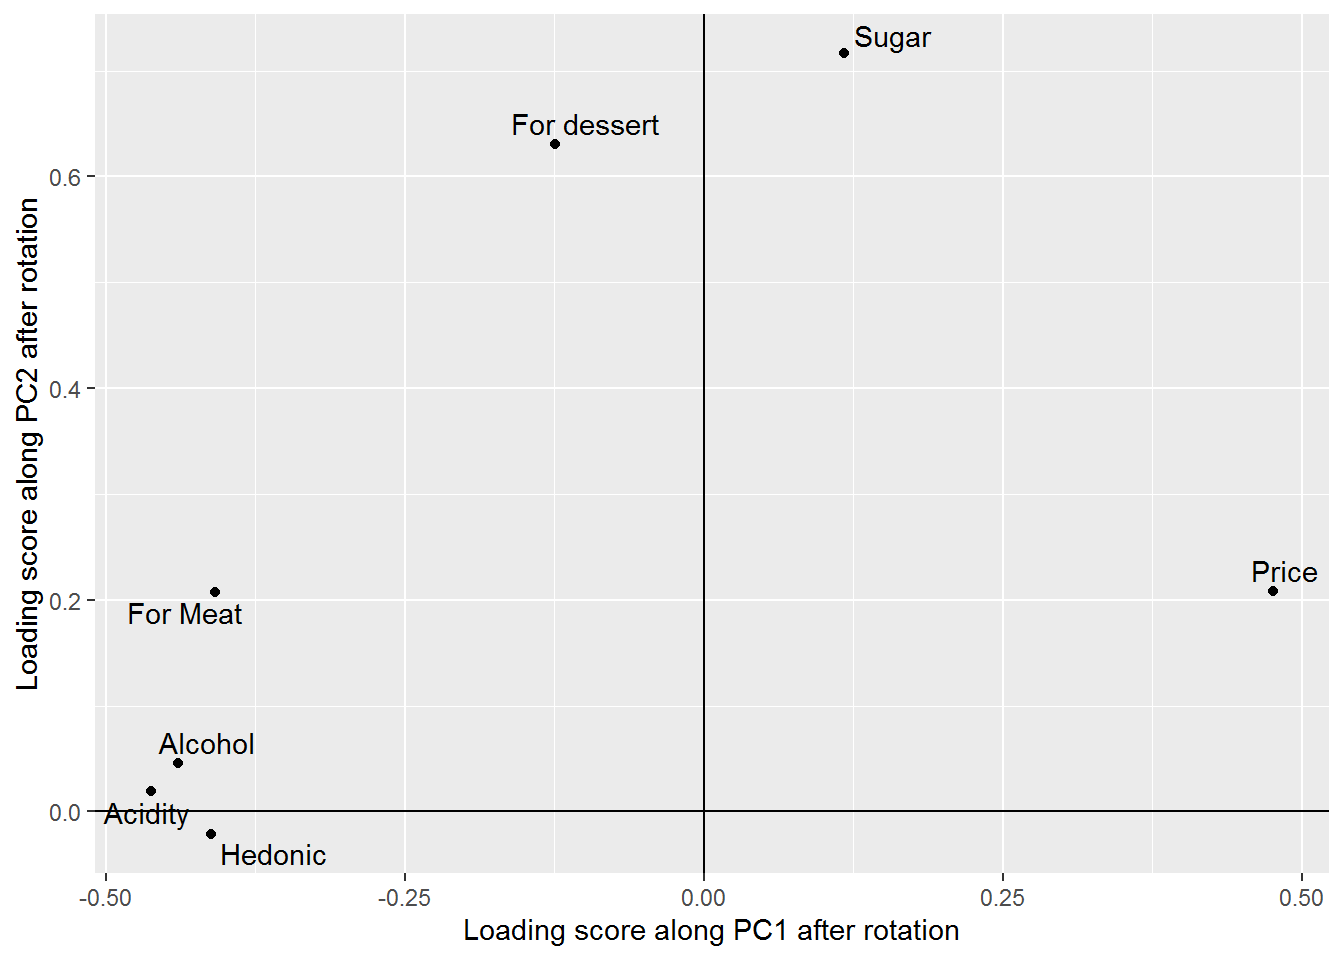 Sugar
For dessert
Price
For Meat
Alcohol
Acidity
Hedonic
0.6
0.4
0.2
0.0
-0.50
-0.25
0.00
0.25
0.50
Loading score along PC1 after rotation
Loading score along PC2 after rotation